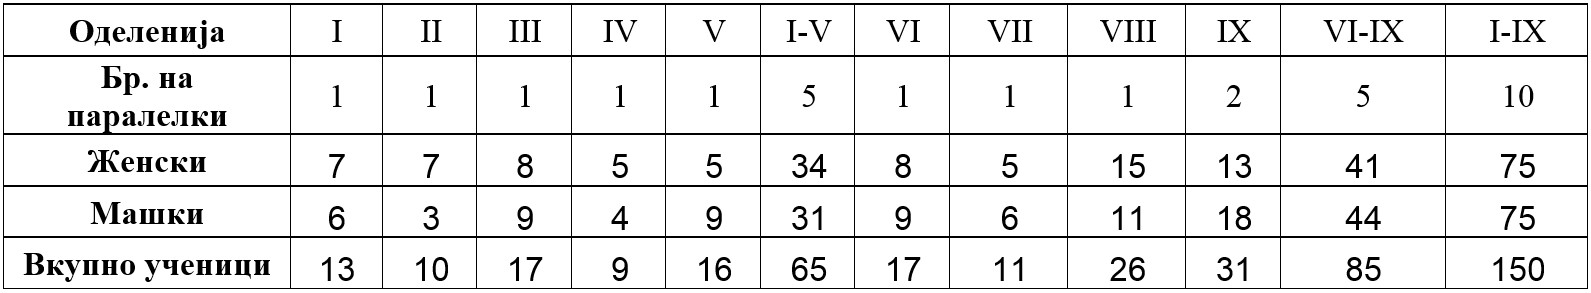 Оделенија I II III IV V I-V VI VII VIII IX VI-IX I-IX
Бр. на
паралелки 1 1 1 1 1 5 1 1 1 2 5 10
Женски 7 7 8 5 5 34 8 5 15 13 41 75
Машки 6 3 9 4 9 31 9 6 11 18 44 75
Вкупно ученици 13 10 17 9 16 65 17 11 26 31 85 150